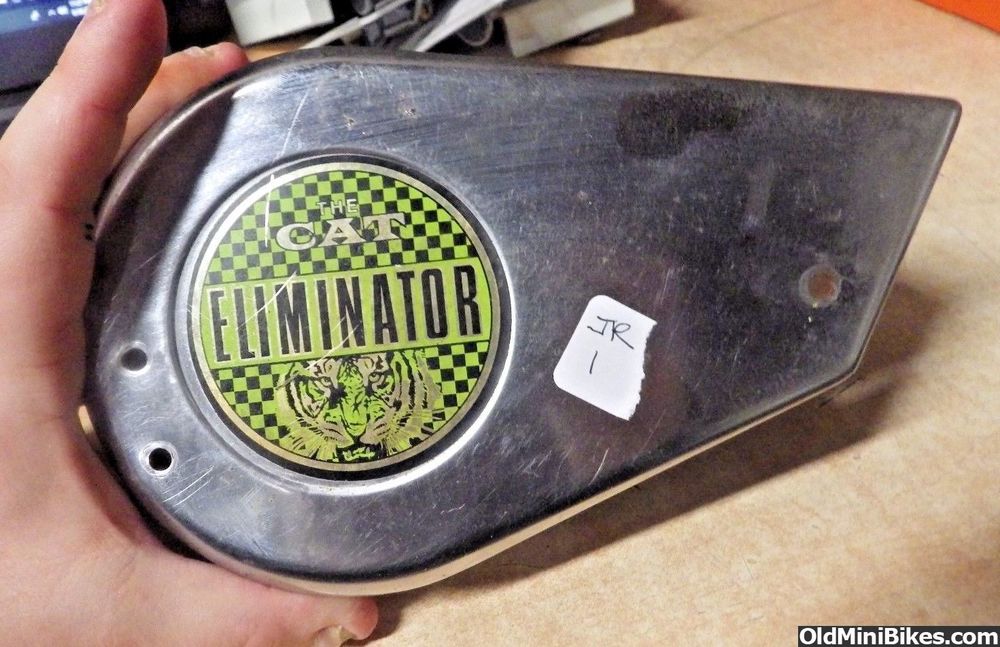 THE
CAT
ELIMINATOR
JR
1
OldMiniBikes.com